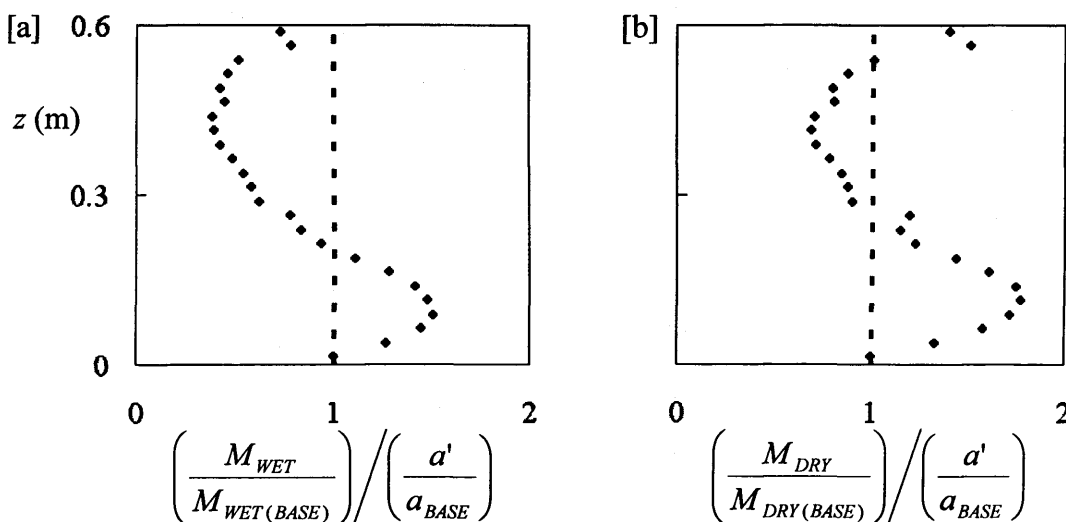 [a]
0.6
z (m)
0.3
0
0 1 2
(M_WET / M_WET(BASE)) / (a' / a_BASE)
[b]
0 1 2
(M_DRY / M_DRY(BASE)) / (a' / a_BASE)